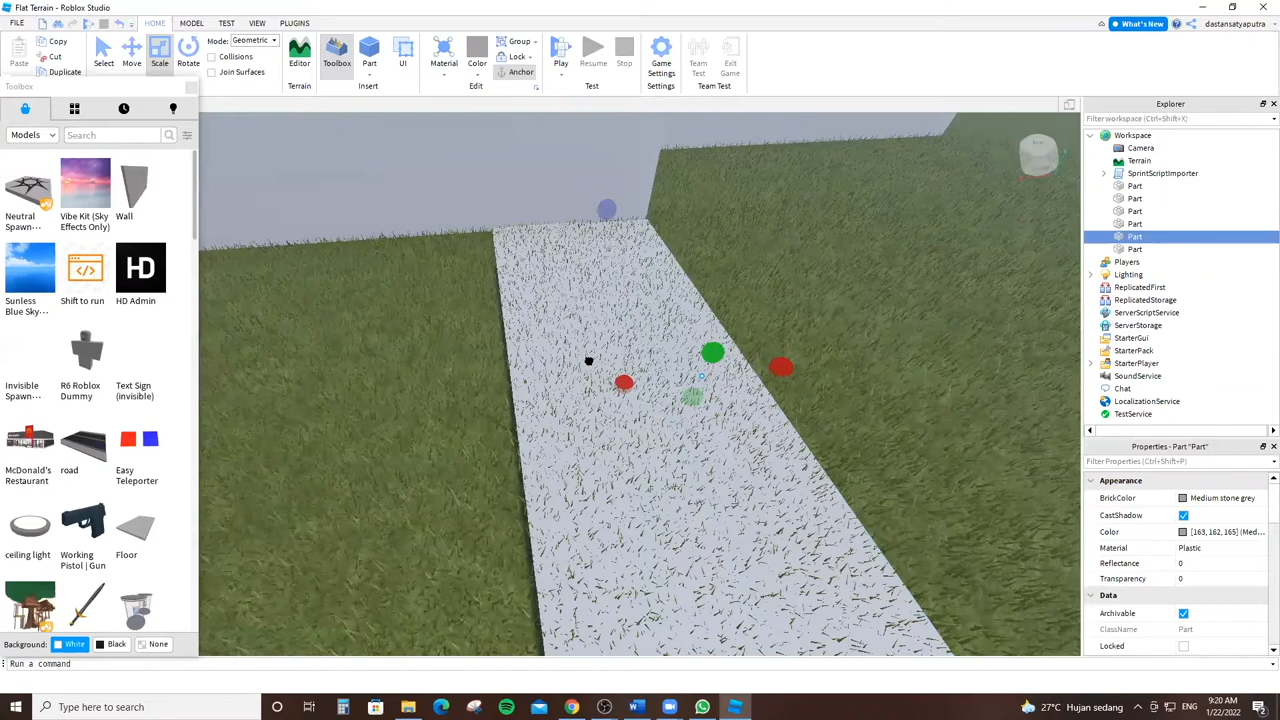 Flat Terrain - Roblox Studio
FILE HOME MODEL TEST VIEW PLUGINS What's New dastansatyaputra
Paste Copy Cut Duplicate Select Move Scale Rotate Mode: Geometric Collisions Join Surfaces Editor Toolbox Part UI Material Color Group Lock Anchor Play Resume Stop Game Settings Team Test Exit Game
Terrain Insert Edit Test Settings Team Test
Toolbox
Models Search
Neutral Spawn··· Vibe Kit (Sky Effects Only) Wall
Sunless Blue Sky··· Shift to run HD Admin
HD
Invisible Spawn··· R6 Roblox Dummy Text Sign (invisible)
McDonald's Restaurant road Easy Teleporter
ceiling light Working Pistol | Gun Floor
Background: White Black None
Run a command
Explorer
Filter workspace (Ctrl+Shift+X)
Workspace
Camera
Terrain
SprintScriptImporter
Part
Part
Part
Part
Part
Part
Players
Lighting
ReplicatedFirst
ReplicatedStorage
ServerScriptService
ServerStorage
StarterGui
StarterPack
StarterPlayer
SoundService
Chat
LocalizationService
TestService
Properties - Part "Part"
Filter Properties (Ctrl+Shift+P)
Appearance
BrickColor Medium stone grey
CastShadow
Color [163, 162, 165] (Med...
Material Plastic
Reflectance 0
Transparency 0
Data
Archivable
ClassName Part
Locked
Type here to search
27°C Hujan sedang
ENG
9:20 AM
1/22/2022